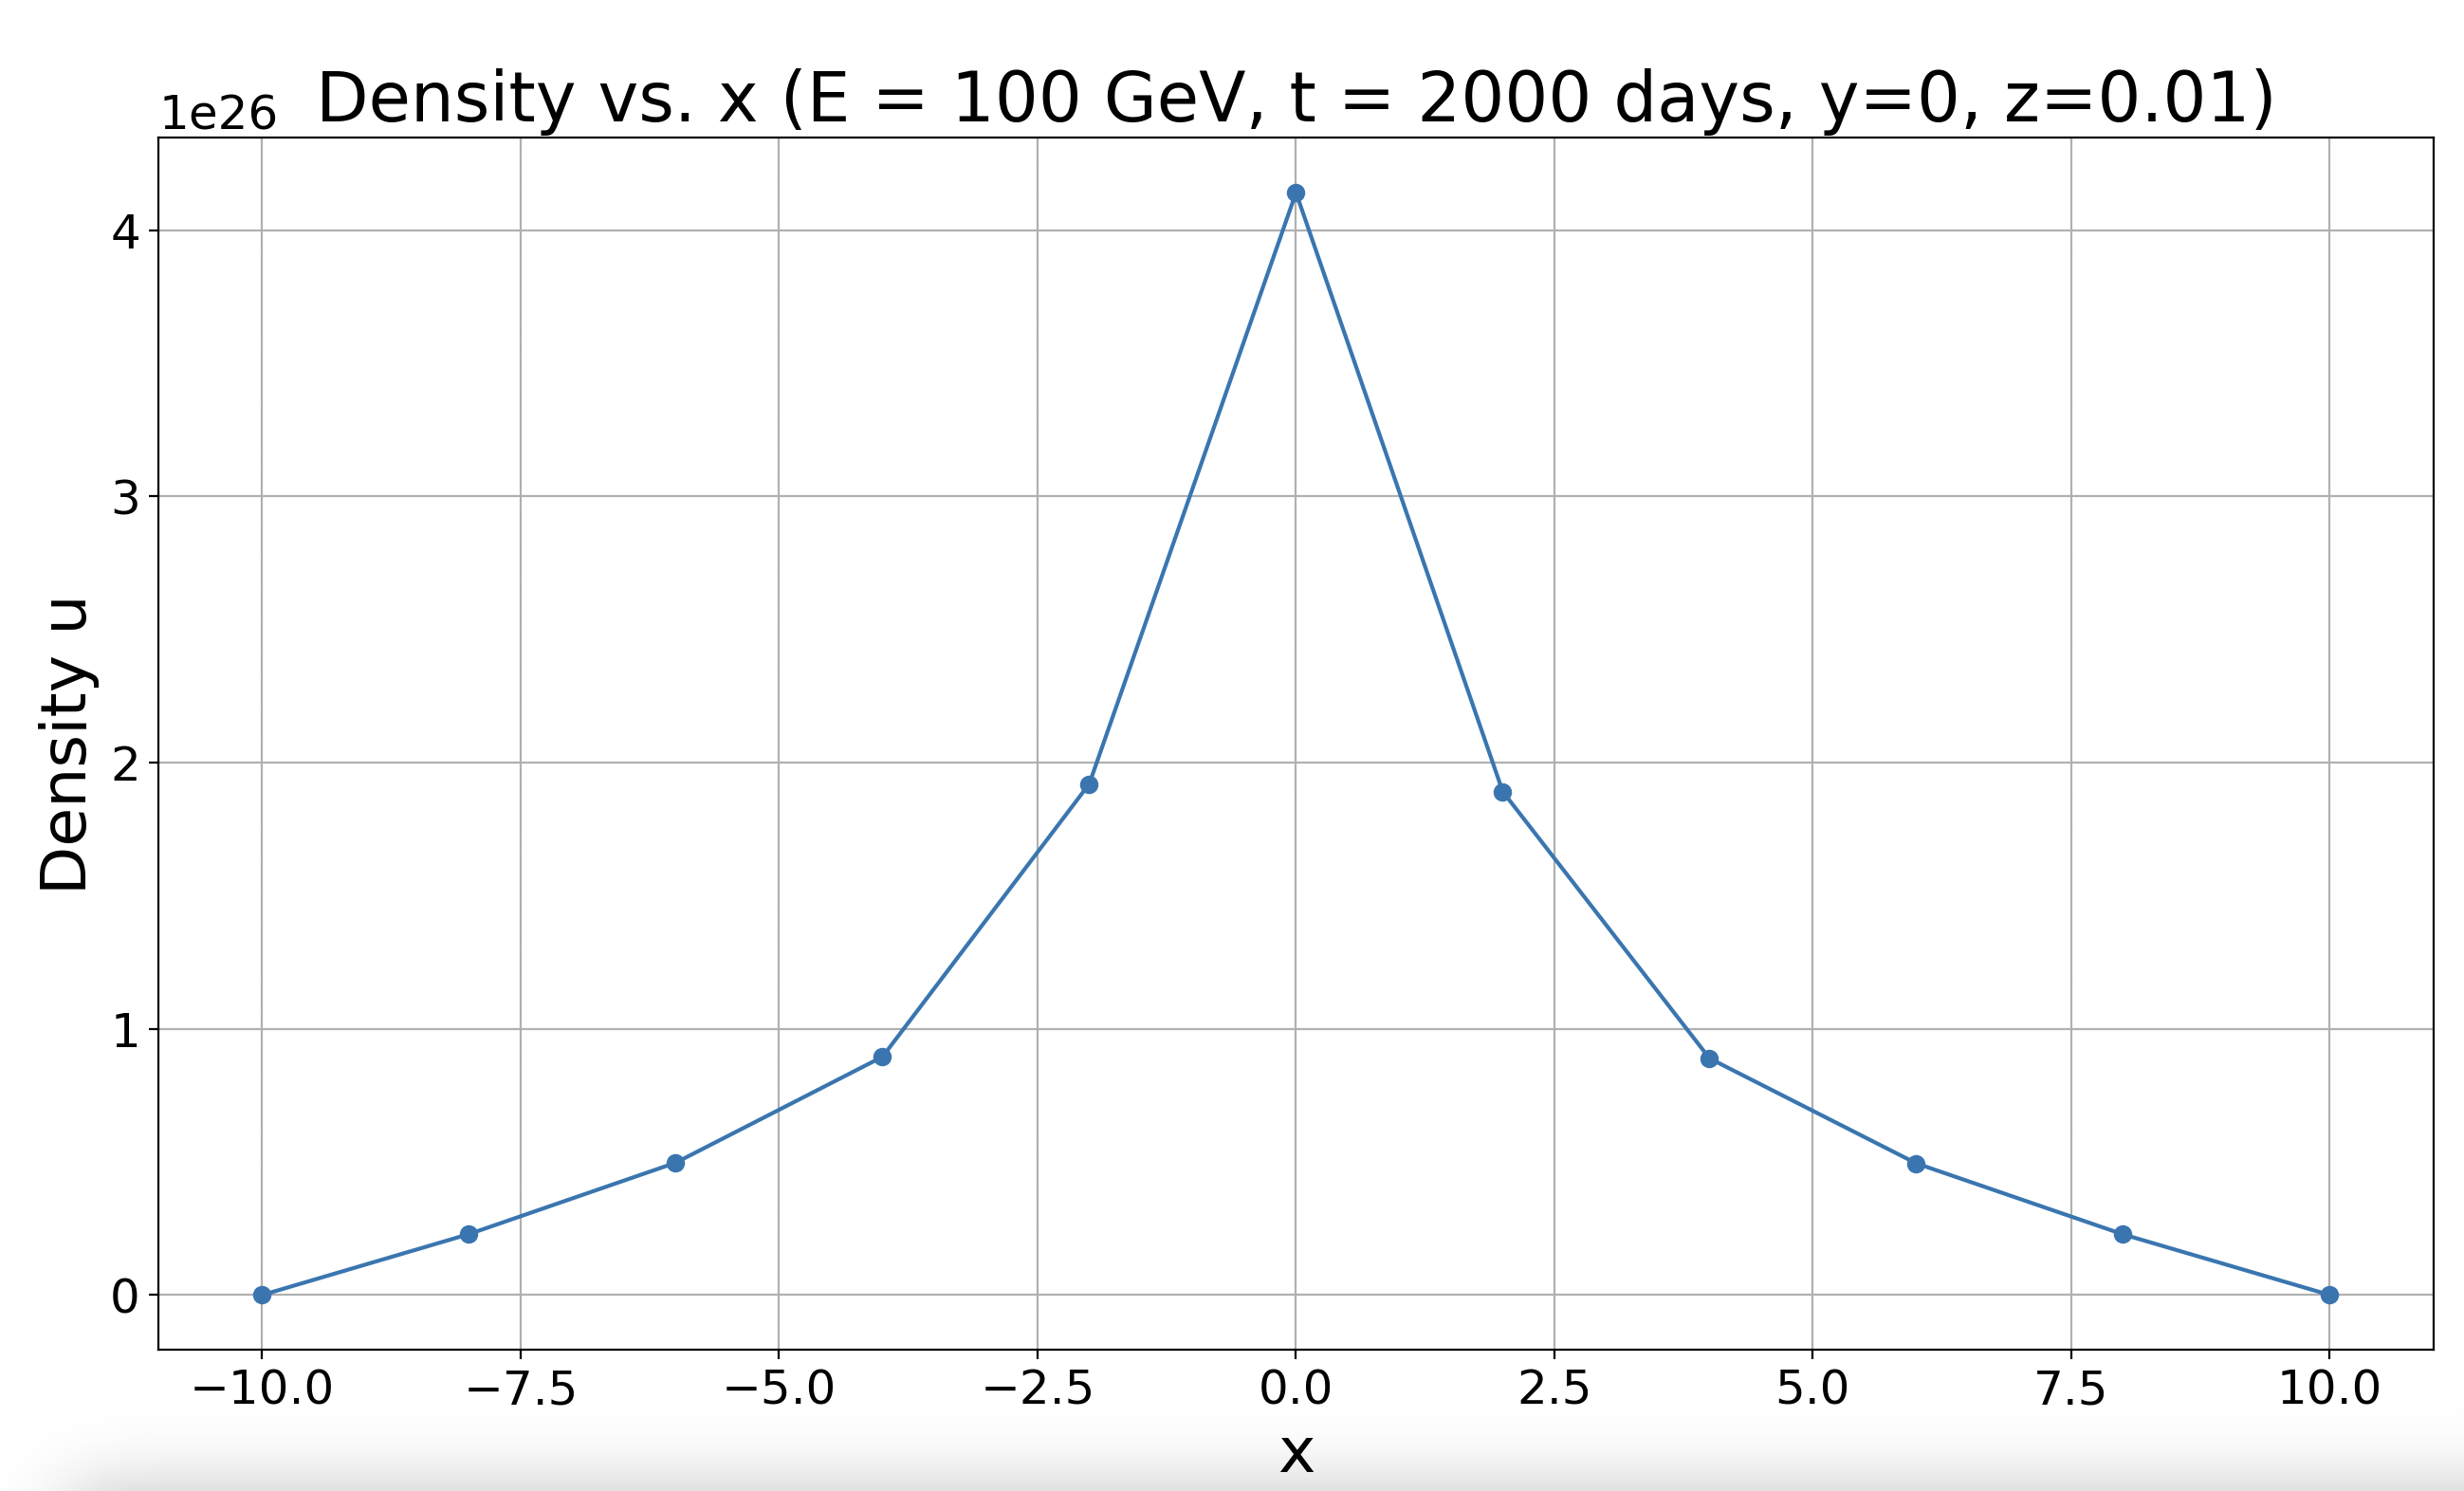 1e26
Density vs. x (E = 100 GeV, t = 2000 days, y=0, z=0.01)
4
3
2
1
0
Density u
−10.0 −7.5 −5.0 −2.5 0.0 2.5 5.0 7.5 10.0
x